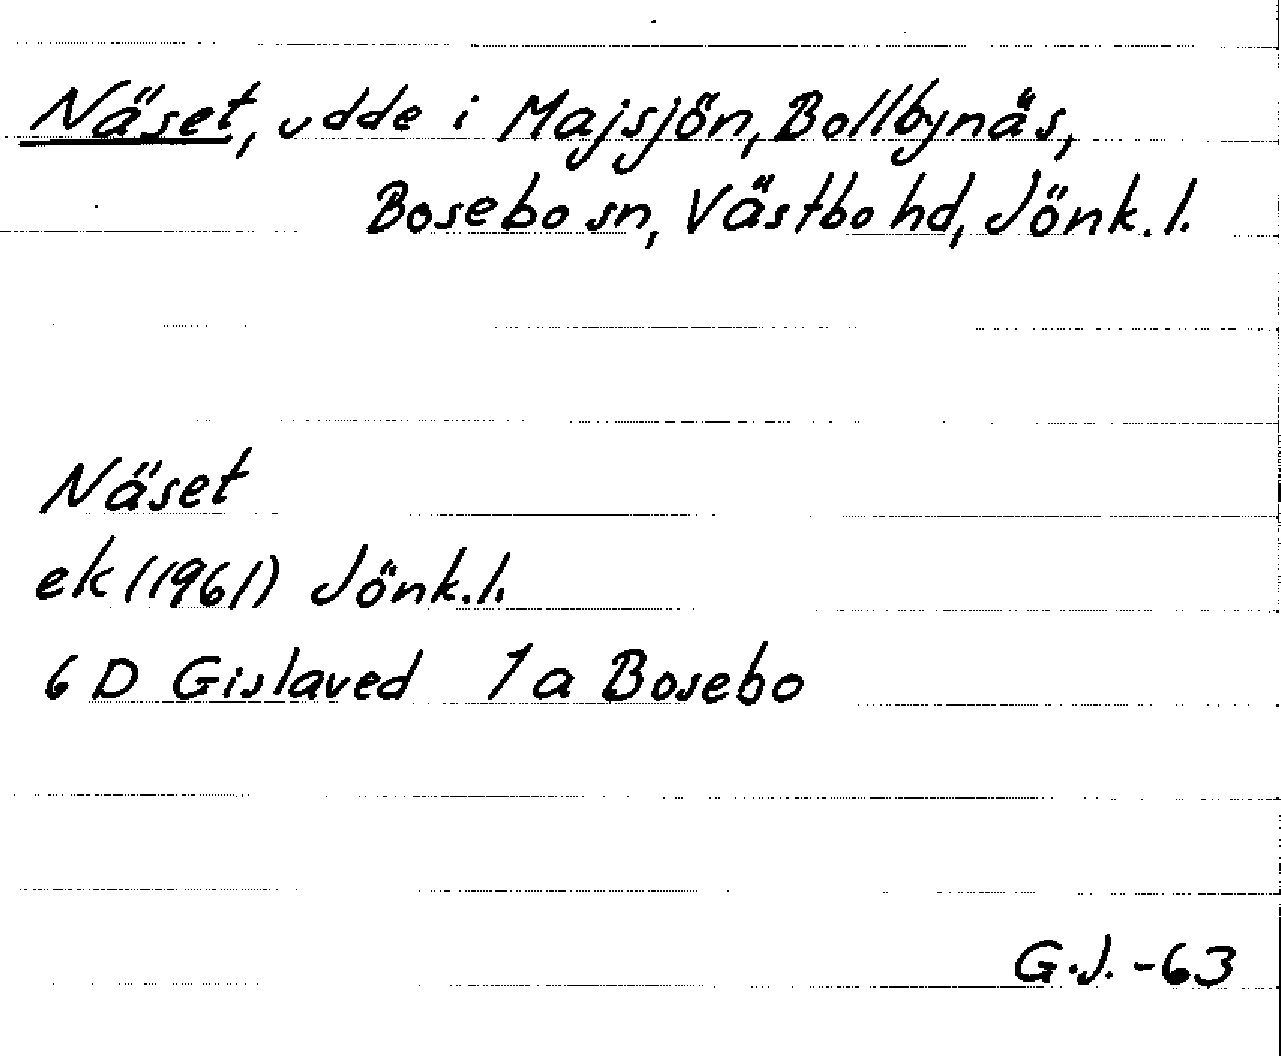 Näset, udde i Majsjön, Bollbynäs,
Bosebo sn, Västbo hd, Jönk. l.
Näset
ek (1961) Jönk. l.
6 D Gislaved 1 a Bosebo
G.J. -63